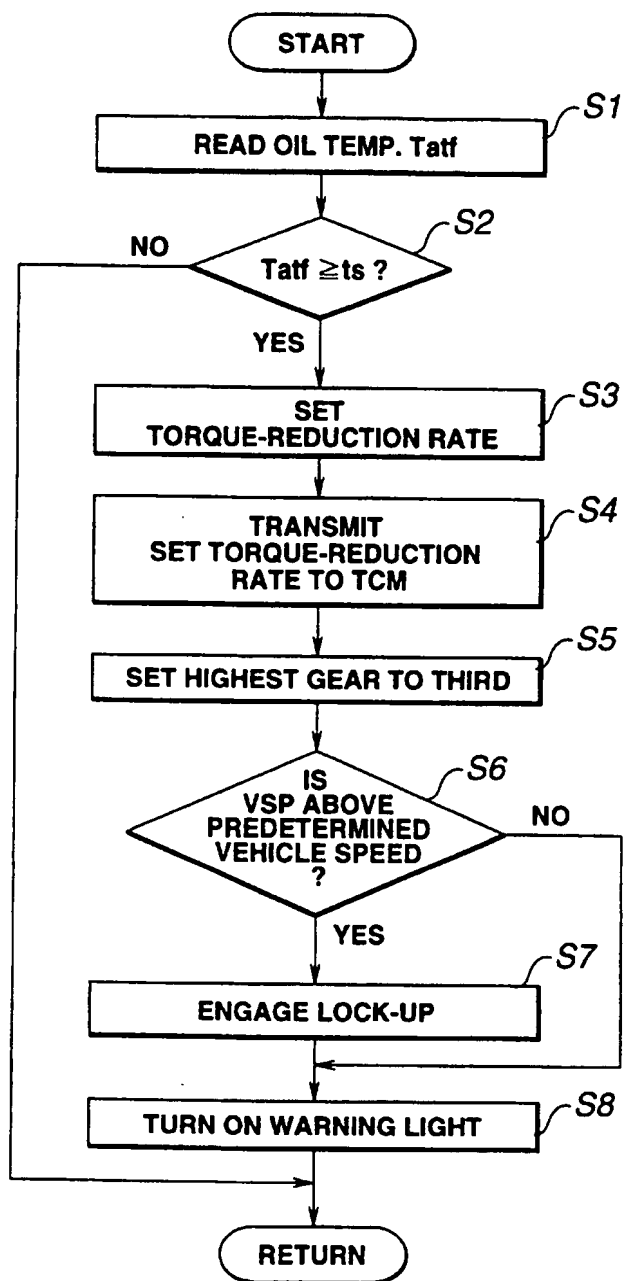 START
S1
READ OIL TEMP. Tatf
S2
NO
Tatf ≧ts ?
YES
S3
SET
TORQUE-REDUCTION RATE
S4
TRANSMIT
SET TORQUE-REDUCTION
RATE TO TCM
S5
SET HIGHEST GEAR TO THIRD
S6
IS
VSP ABOVE
PREDETERMINED
VEHICLE SPEED
?
NO
YES
S7
ENGAGE LOCK-UP
S8
TURN ON WARNING LIGHT
RETURN